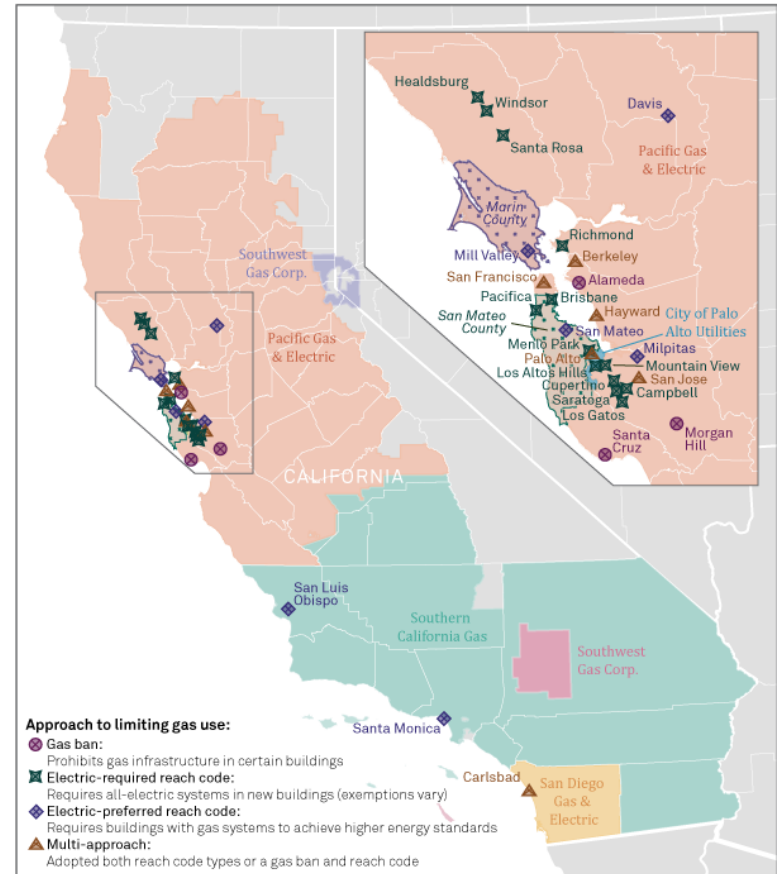 Healdsburg
Windsor
Santa Rosa
Davis
Pacific Gas
& Electric
Marin
County
Mill Valley
Richmond
Berkeley
San Francisco
Alameda
Pacifica
Brisbane
Hayward
San Mateo
County
San Mateo
City of Palo
Alto Utilities
Menlo Park
Palo Alto
Milpitas
Los Altos Hills
Mountain View
Cupertino
San Jose
Saratoga
Campbell
Los Gatos
Santa
Cruz
Morgan
Hill
Southwest
Gas Corp.
Pacific Gas
& Electric
CALIFORNIA
San Luis
Obispo
Southern
California Gas
Southwest
Gas Corp.
Santa Monica
Carlsbad
San Diego
Gas &
Electric
Approach to limiting gas use:
Gas ban:
Prohibits gas infrastructure in certain buildings
Electric-required reach code:
Requires all-electric systems in new buildings (exemptions vary)
Electric-preferred reach code:
Requires buildings with gas systems to achieve higher energy standards
Multi-approach:
Adopted both reach code types or a gas ban and reach code